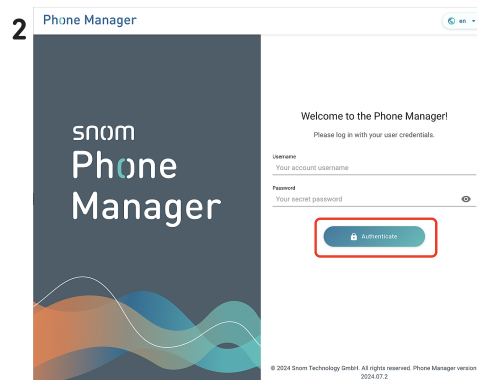 2
Phone Manager
en
snom
Phone
Manager
Welcome to the Phone Manager!
Please log in with your user credentials.
Username
Your account username
Password
Your secret password
Authenticate
© 2024 Snom Technology GmbH. All rights reserved. Phone Manager version
2024.07.2